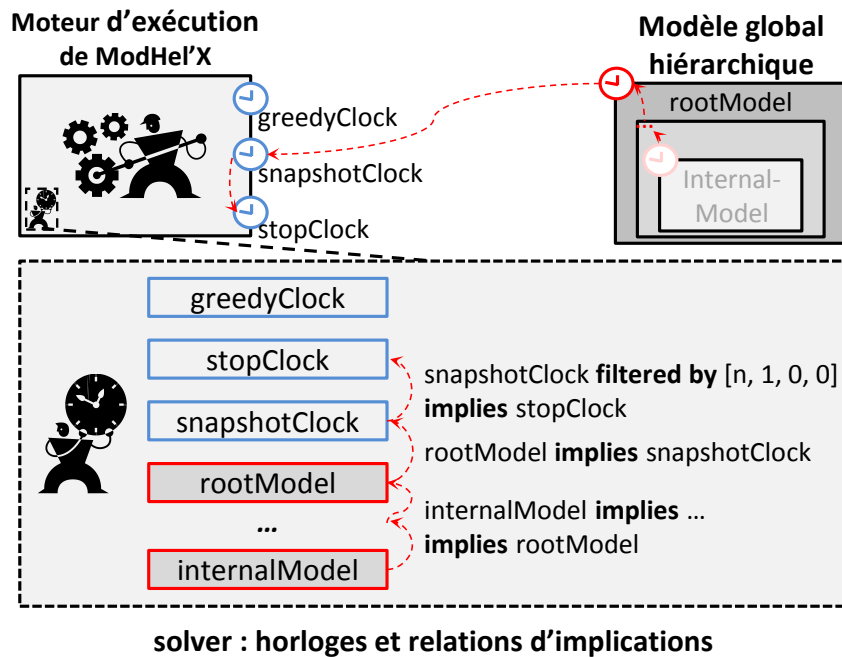 Moteur d'exécution
de ModHel'X
greedyClock
snapshotClock
stopClock
Modèle global
hiérarchique
rootModel
...
Internal-
Model
greedyClock
stopClock
snapshotClock
rootModel
...
internalModel
snapshotClock filtered by [n, 1, 0, 0]
implies stopClock
rootModel implies snapshotClock
internalModel implies ...
implies rootModel
solver : horloges et relations d'implications